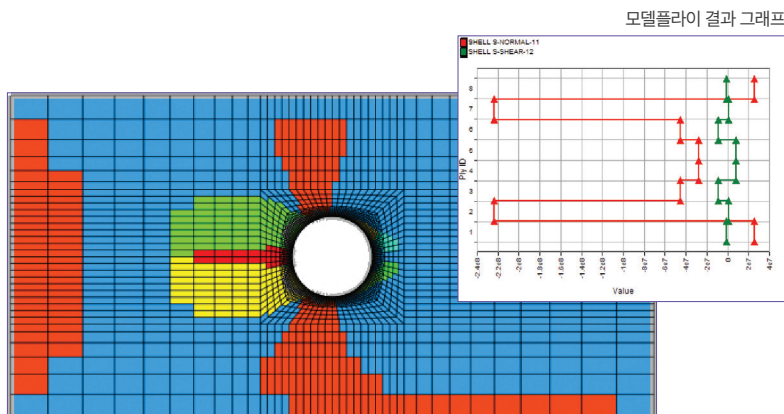 모델플라이 결과 그래프
SHELL S-NORMAL-11
SHELL S-SHEAR-12
Ply ID
8
7
6
5
4
3
2
1
-2.4e8
-2.2e8
-2e8
-1.8e8
-1.6e8
-1.4e8
-1.2e8
-1e8
-8e7
-6e7
-4e7
-2e7
0
2e7
4e7
Value